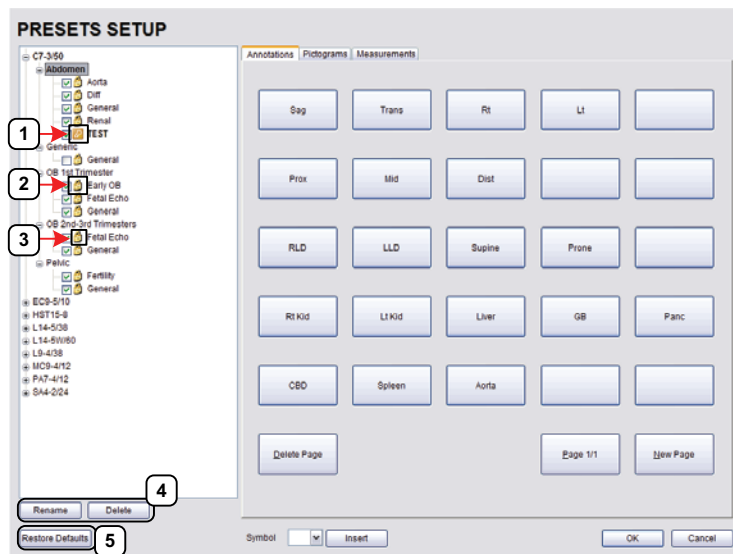 PRESETS SETUP
C7-3/50
Abdomen
Aorta
Diff
General
Renal
TEST
Generic
General
OB 1st Trimester
Early OB
Fetal Echo
General
OB 2nd-3rd Trimesters
Fetal Echo
General
Pelvic
Fertility
General
EC9-5/10
HST15-8
L14-5/38
L14-5W/60
L9-4/38
MC9-4/12
PA7-4/12
SA4-2/24
1
2
3
Rename Delete
4
Restore Defaults
5
Annotations Pictograms Measurements
Sag Trans Rt Lt
Prox Mid Dist
RLD LLD Supine Prone
Rt Kid Lt Kid Liver GB Panc
CBD Spleen Aorta
Delete Page Page 1/1 New Page
Symbol Insert OK Cancel